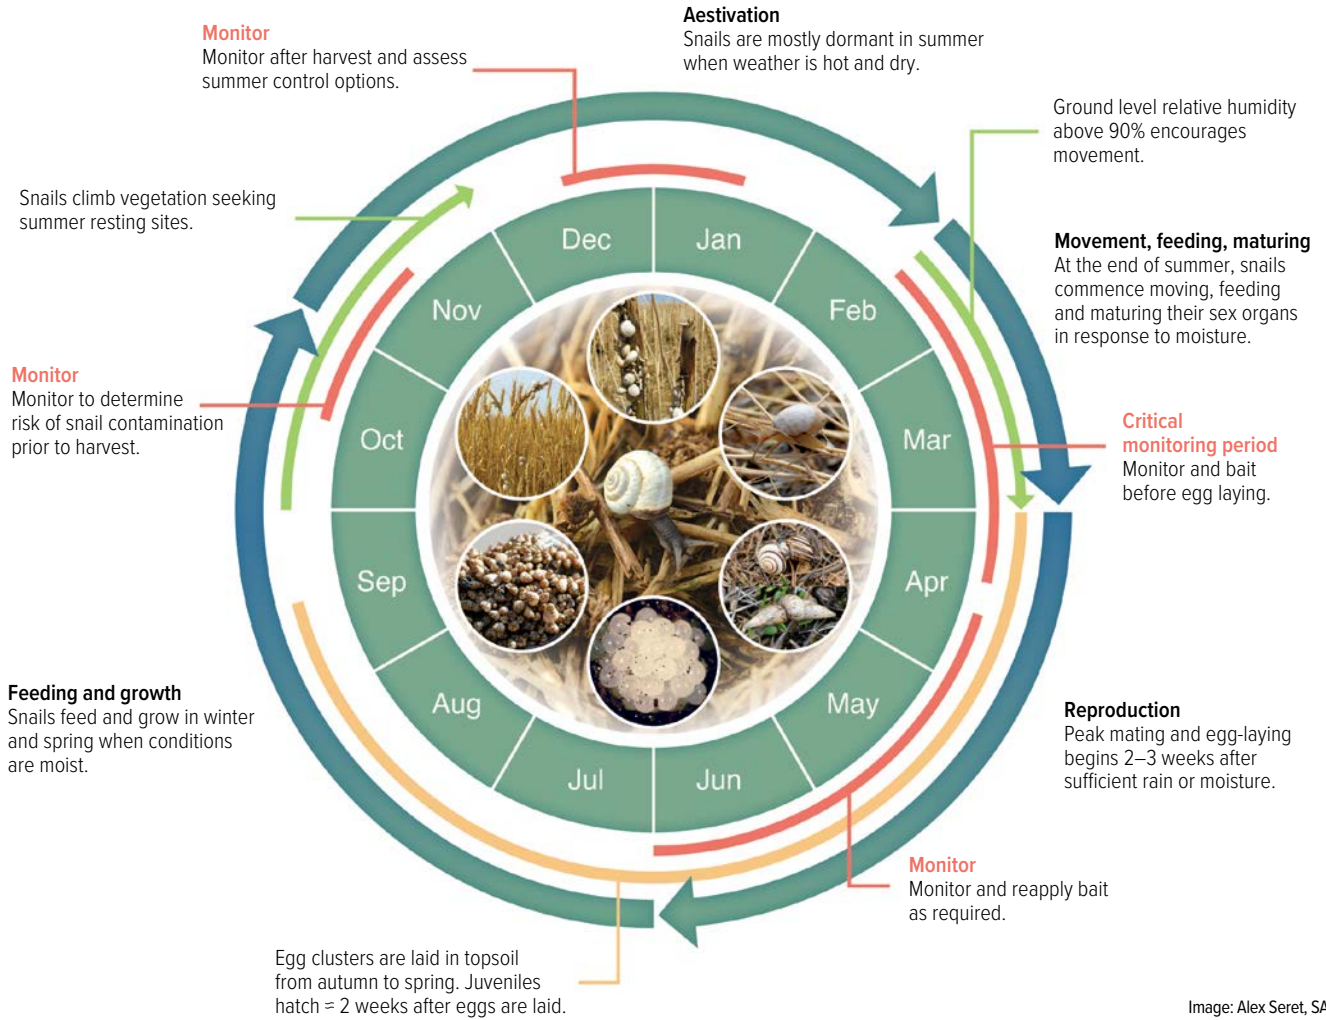 Monitor
Monitor after harvest and assess
summer control options.
Aestivation
Snails are mostly dormant in summer
when weather is hot and dry.
Ground level relative humidity
above 90% encourages
movement.
Snails climb vegetation seeking
summer resting sites.
Movement, feeding, maturing
At the end of summer, snails
commence moving, feeding
and maturing their sex organs
in response to moisture.
Monitor
Monitor to determine
risk of snail contamination
prior to harvest.
Critical
monitoring period
Monitor and bait
before egg laying.
Dec
Jan
Nov
Feb
Oct
Mar
Sep
Apr
Aug
May
Jul
Jun
Feeding and growth
Snails feed and grow in winter
and spring when conditions
are moist.
Reproduction
Peak mating and egg-laying
begins 2–3 weeks after
sufficient rain or moisture.
Monitor
Monitor and reapply bait
as required.
Egg clusters are laid in topsoil
from autumn to spring. Juveniles
hatch ≈ 2 weeks after eggs are laid.
Image: Alex Seret, SA